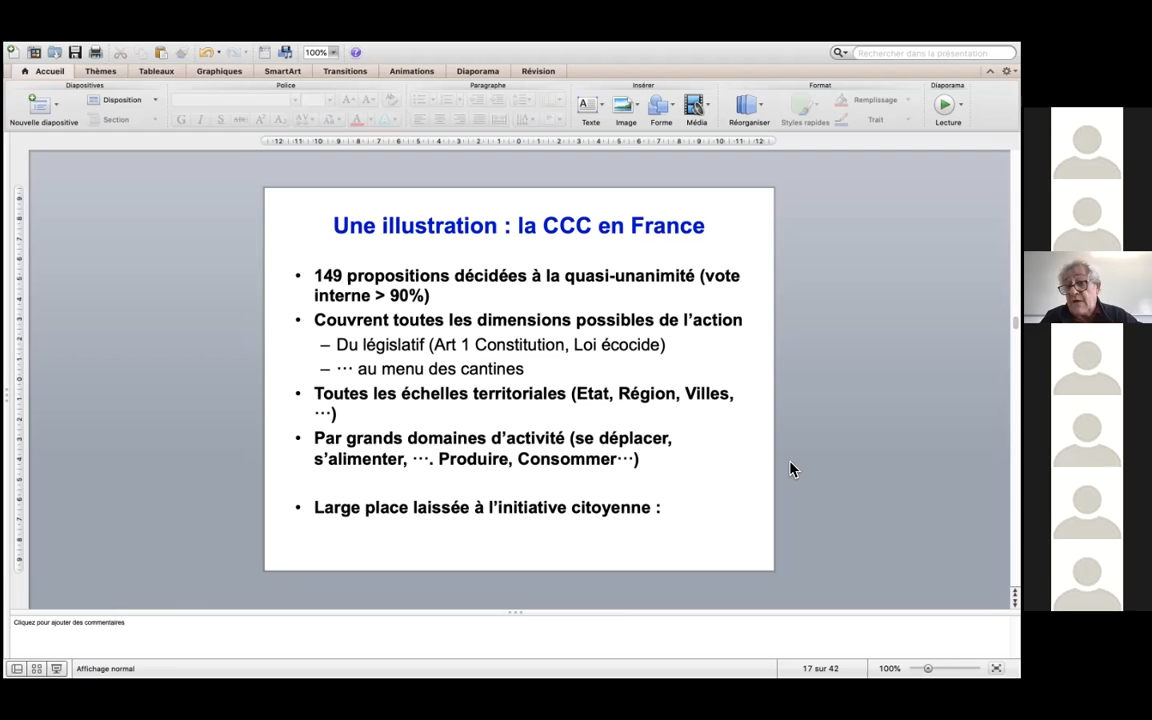 100%
Rechercher dans la présentation
Accueil
Thèmes
Tableaux
Graphiques
SmartArt
Transitions
Animations
Diaporama
Révision
Diapositives
Police
Paragraphe
Insérer
Format
Diaporama
Disposition
Section
Nouvelle diapositive
Texte
Image
Forme
Média
Réorganiser
Styles rapides
Remplissage
Trait
Lecture
Une illustration : la CCC en France
• 149 propositions décidées à la quasi-unanimité (vote
interne > 90%)
• Couvrent toutes les dimensions possibles de l’action
– Du législatif (Art 1 Constitution, Loi écocide)
– ··· au menu des cantines
• Toutes les échelles territoriales (Etat, Région, Villes,
···)
• Par grands domaines d’activité (se déplacer,
s’alimenter, ···. Produire, Consommer···)
• Large place laissée à l’initiative citoyenne :
Cliquez pour ajouter des commentaires
Affichage normal
17 sur 42
100%